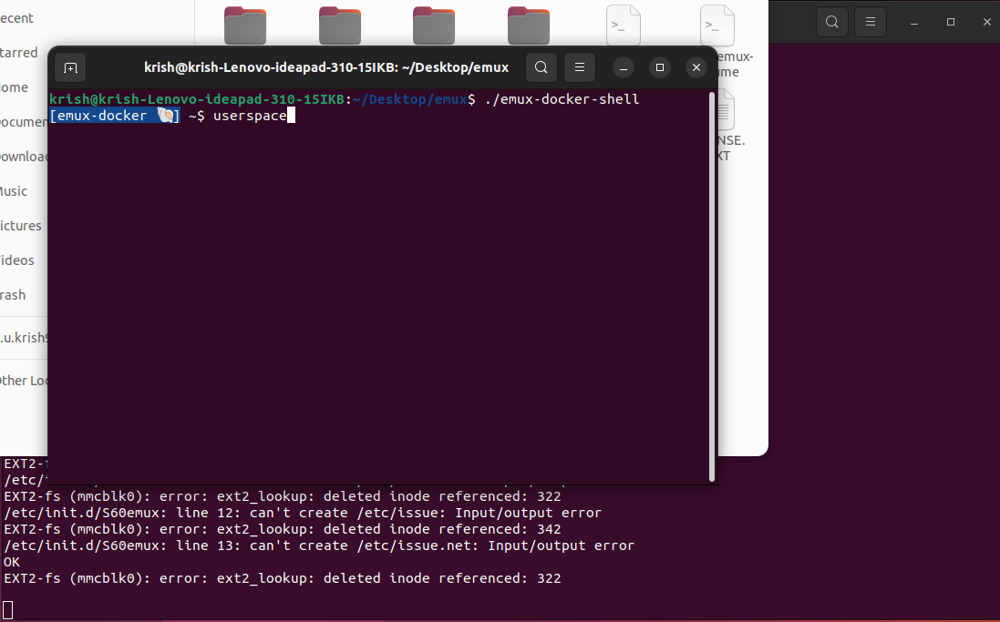 ecent
tarred
ome
ocumen
ownload
Music
ictures
ideos
rash
.u.krish
ther Loc
emux-
ume
NSE.
XT
krish@krish-Lenovo-ideapad-310-15IKB: ~/Desktop/emux
krish@krish-Lenovo-ideapad-310-15IKB:~/Desktop/emux$ ./emux-docker-shell
[emux-docker 🐚] ~$ userspace
EXT2-f
/etc/i
EXT2-fs (mmcblk0): error: ext2_lookup: deleted inode referenced: 322
/etc/init.d/S60emux: line 12: can't create /etc/issue: Input/output error
EXT2-fs (mmcblk0): error: ext2_lookup: deleted inode referenced: 342
/etc/init.d/S60emux: line 13: can't create /etc/issue.net: Input/output error
OK
EXT2-fs (mmcblk0): error: ext2_lookup: deleted inode referenced: 322